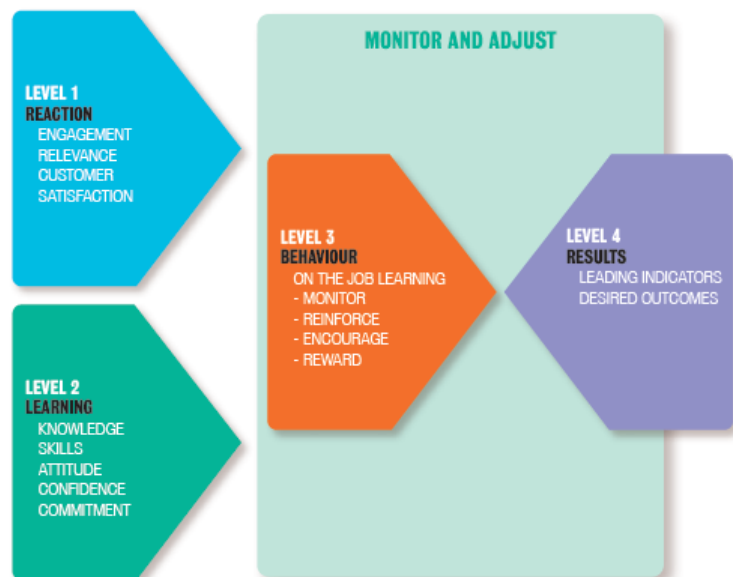 LEVEL 1
REACTION
ENGAGEMENT
RELEVANCE
CUSTOMER
SATISFACTION
LEVEL 2
LEARNING
KNOWLEDGE
SKILLS
ATTITUDE
CONFIDENCE
COMMITMENT
MONITOR AND ADJUST
LEVEL 3
BEHAVIOUR
ON THE JOB LEARNING
- MONITOR
- REINFORCE
- ENCOURAGE
- REWARD
LEVEL 4
RESULTS
LEADING INDICATORS
DESIRED OUTCOMES